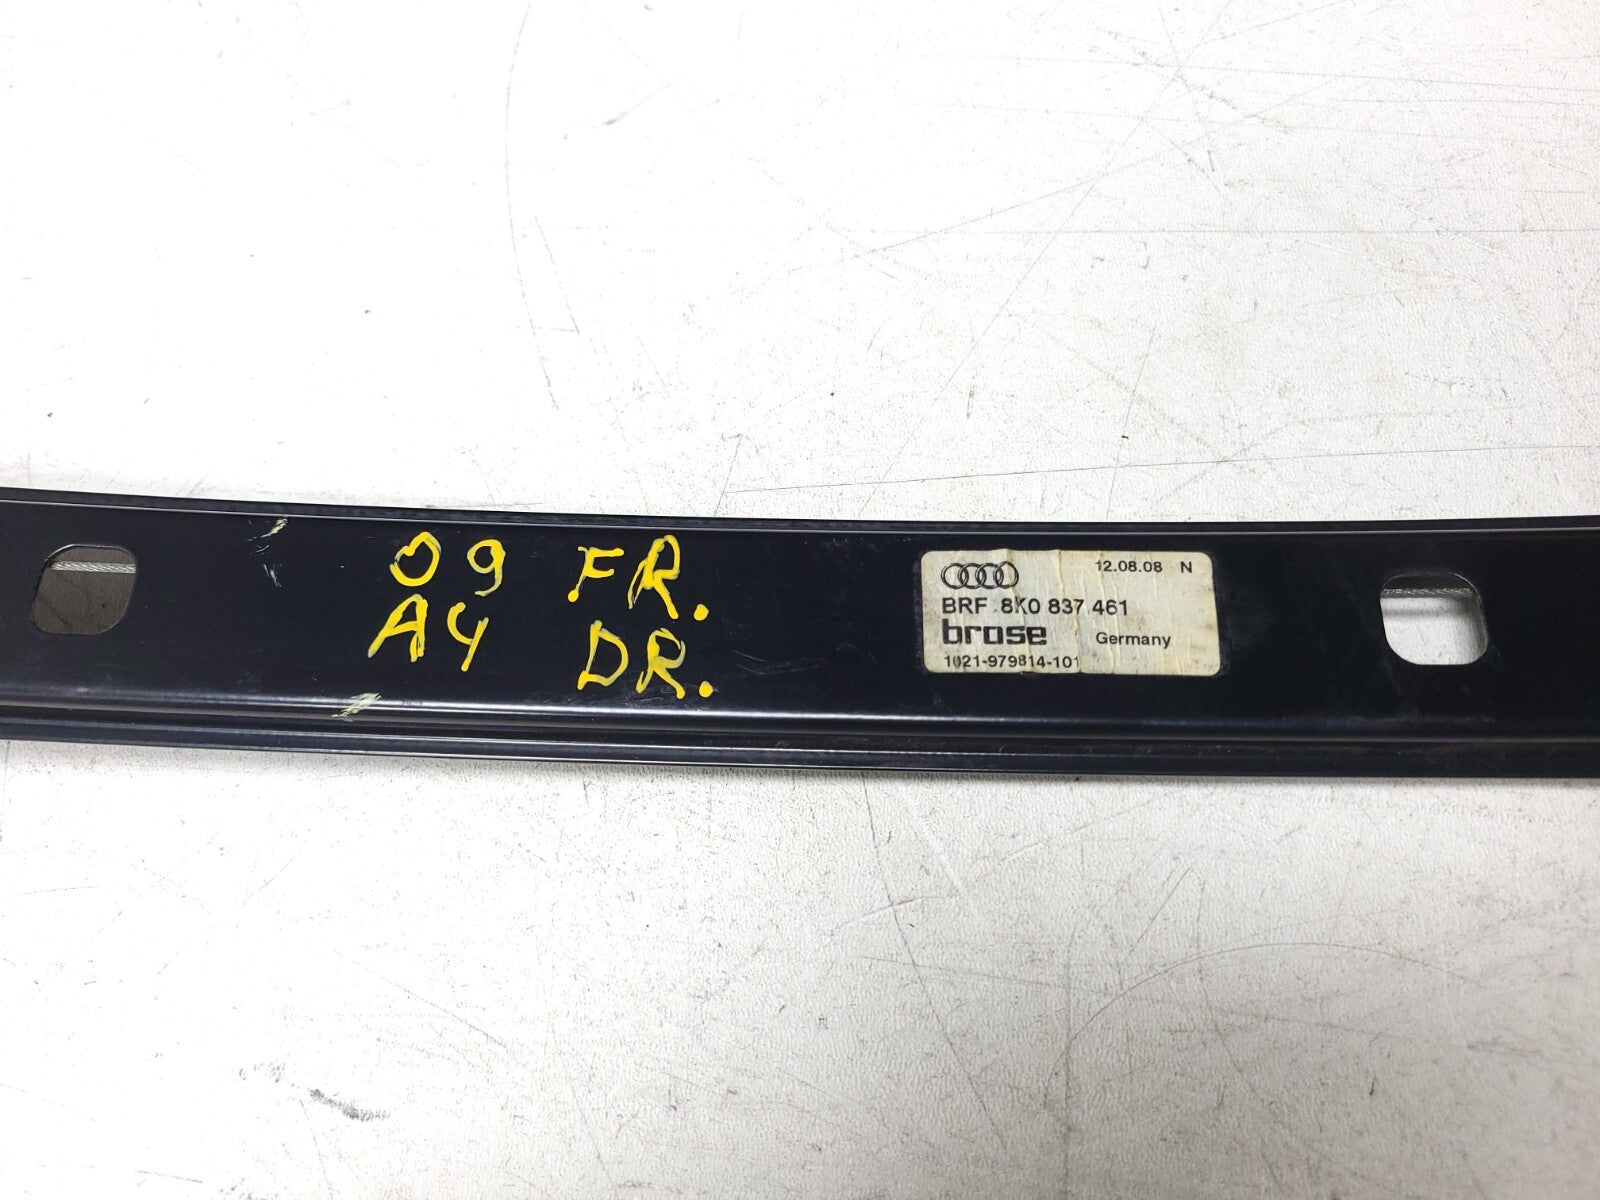 09 FR.
A4 DR.
12.08.08 N
BRF 8K0 837 461
brose Germany
1021-979814-101